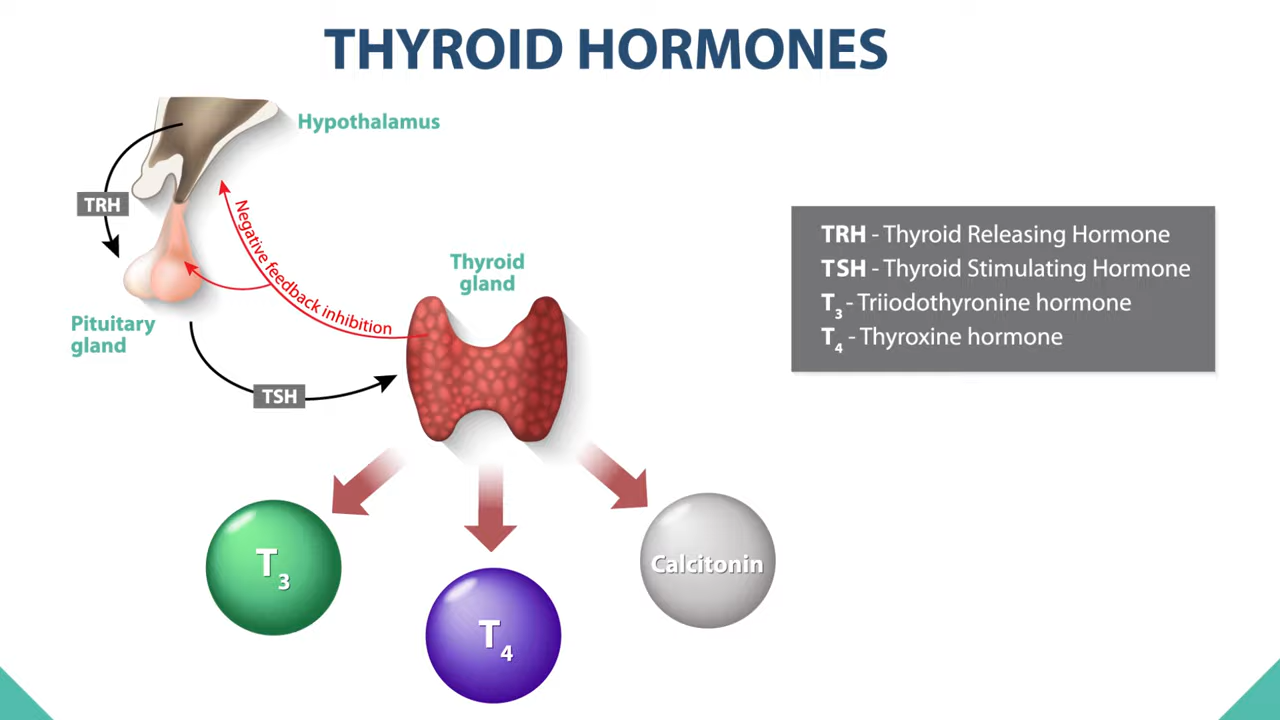 THYROID HORMONES
Hypothalamus
TRH
Negative feedback inhibition
Thyroid
gland
Pituitary
gland
TSH
TRH - Thyroid Releasing Hormone
TSH - Thyroid Stimulating Hormone
T3 - Triiodothyronine hormone
T4 - Thyroxine hormone
T3
T4
Calcitonin